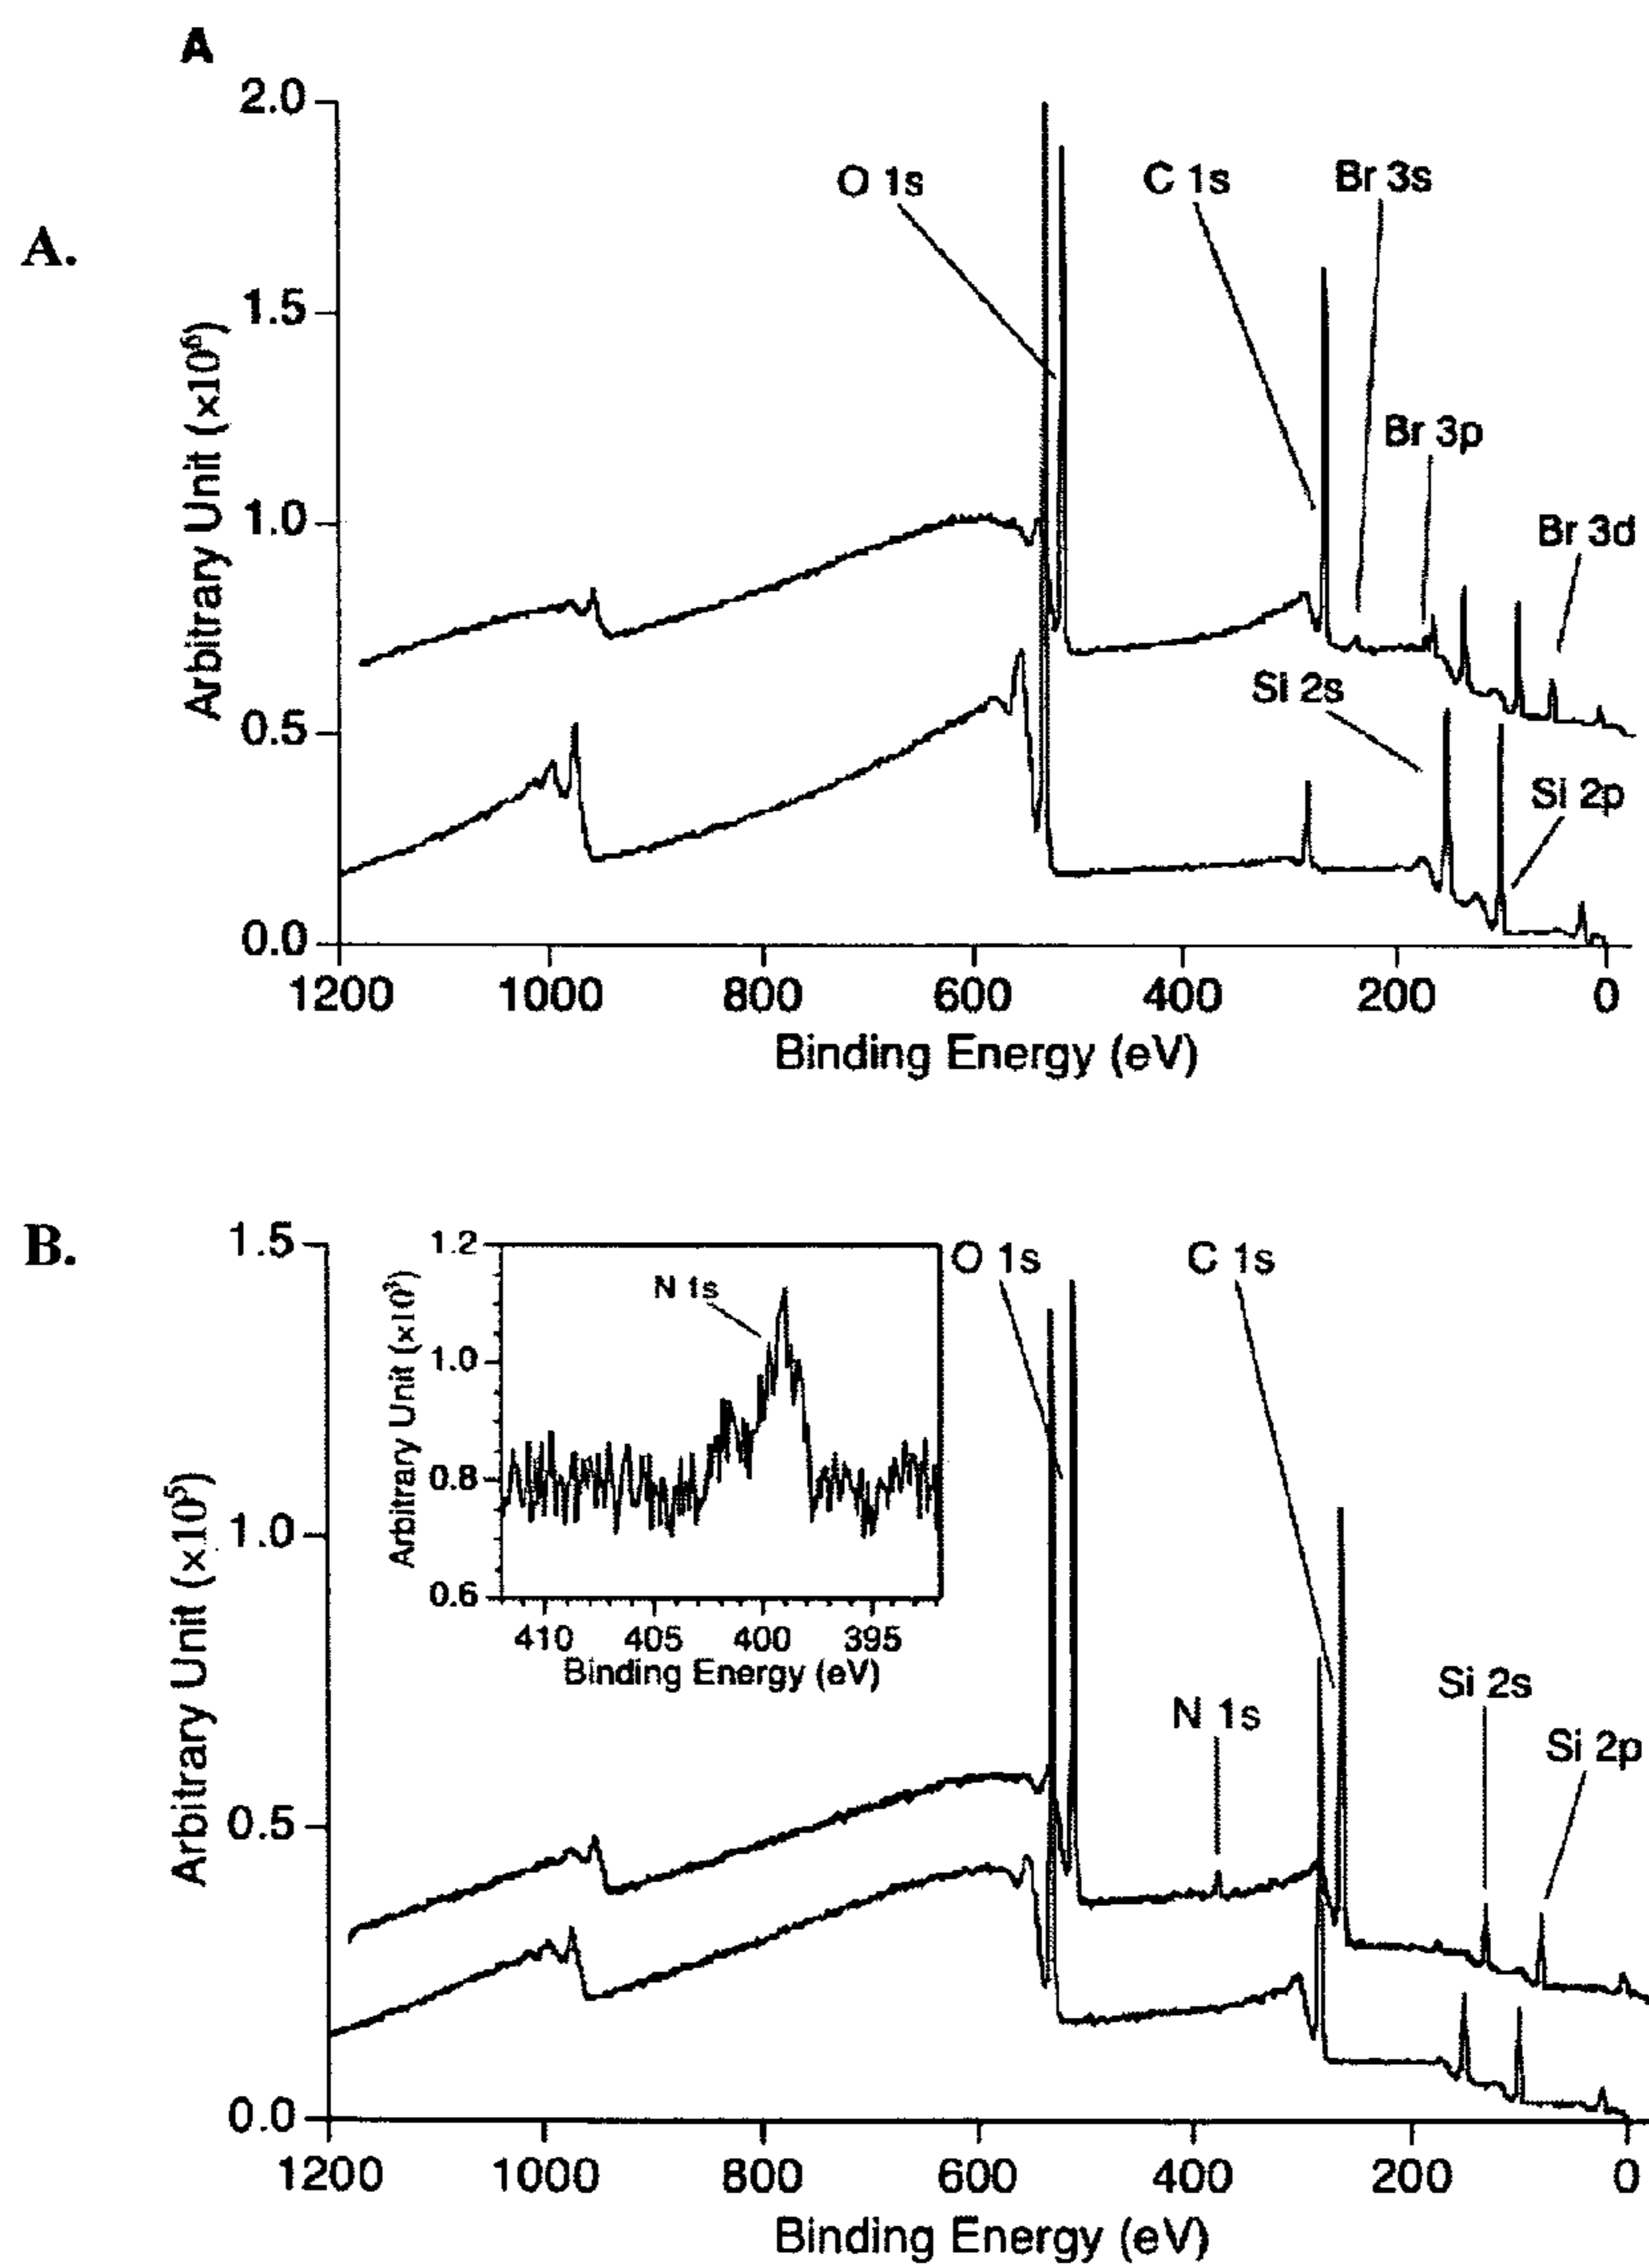 A
A.
2.0
1.5
1.0
0.5
0.0
Arbitrary Unit (×10⁶)
O 1s
C 1s
Br 3s
Br 3p
Br 3d
Si 2s
Si 2p
1200 1000 800 600 400 200 0
Binding Energy (eV)
B.
1.5
1.0
0.5
0.0
Arbitrary Unit (×10⁵)
1.2
1.0
0.8
0.6
Arbitrary Unit (×10³)
N 1s
410 405 400 395
Binding Energy (eV)
O 1s
C 1s
N 1s
Si 2s
Si 2p
1200 1000 800 600 400 200 0
Binding Energy (eV)